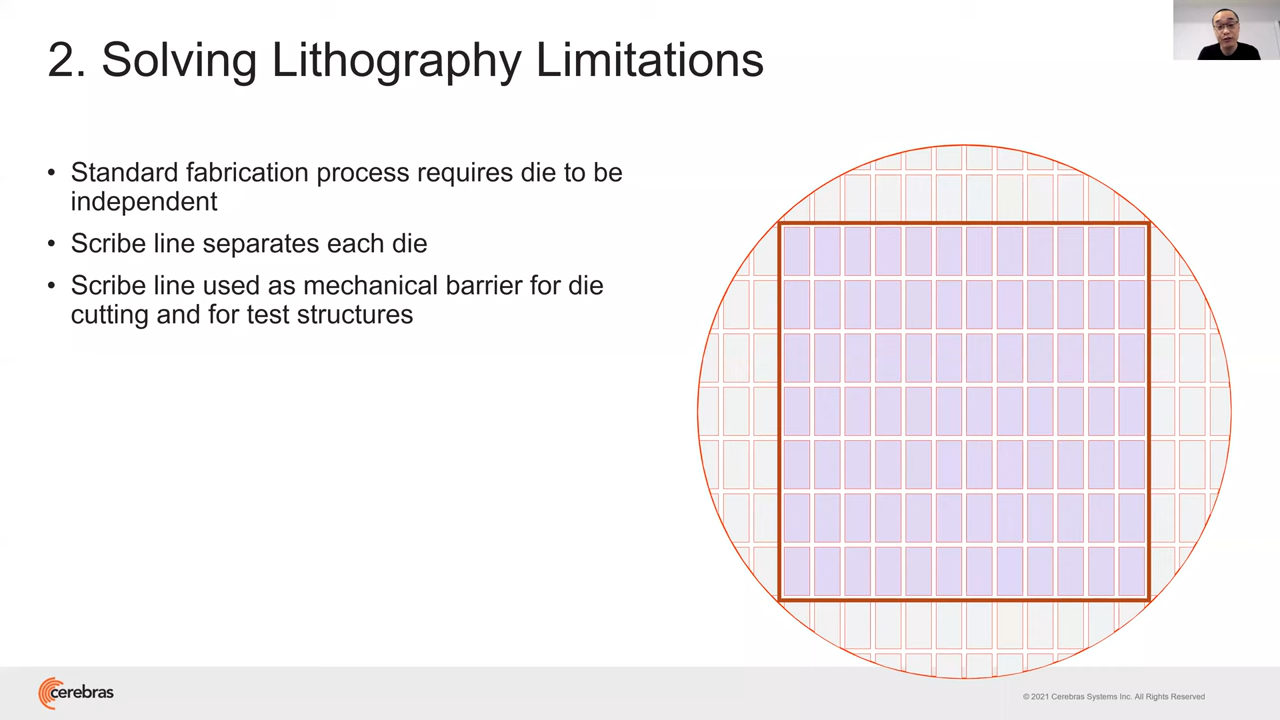 2. Solving Lithography Limitations
• Standard fabrication process requires die to be
independent
• Scribe line separates each die
• Scribe line used as mechanical barrier for die
cutting and for test structures
cerebras
© 2021 Cerebras Systems Inc. All Rights Reserved